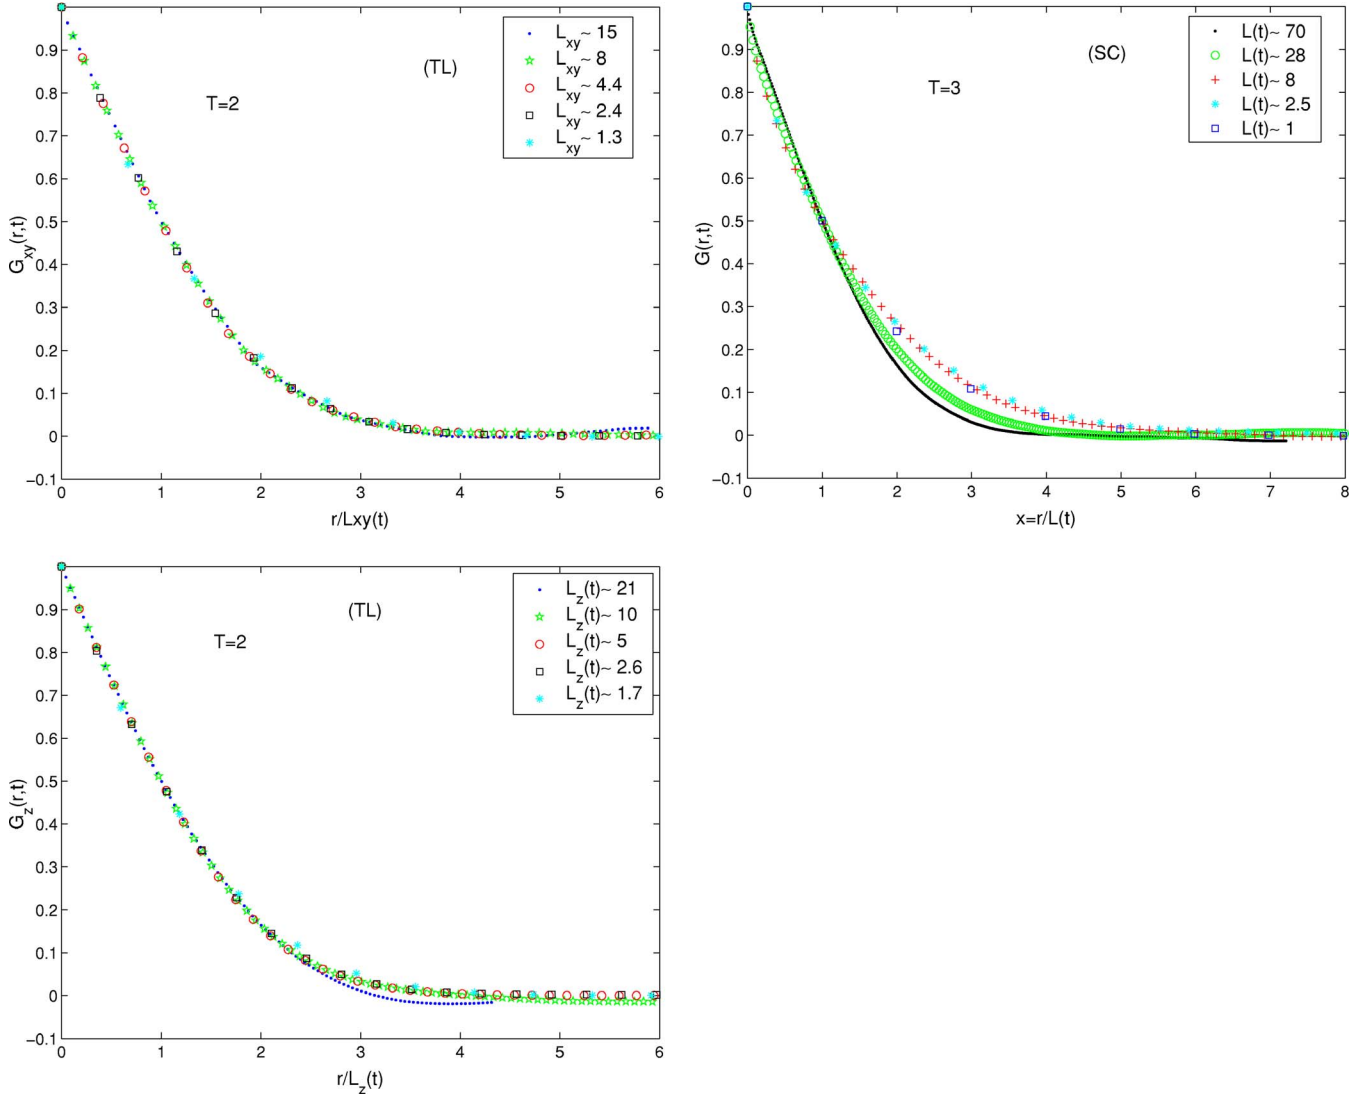 L_xy ~ 15
L_xy ~ 8
L_xy ~ 4.4
L_xy ~ 2.4
L_xy ~ 1.3
(TL)
T=2
0.9
0.8
0.7
0.6
0.5
0.4
0.3
0.2
0.1
0
−0.1
G_xy(r,t)
0 1 2 3 4 5 6
r/Lxy(t)
L(t)~ 70
L(t)~ 28
L(t)~ 8
L(t)~ 2.5
L(t)~ 1
(SC)
T=3
0.9
0.8
0.7
0.6
0.5
0.4
0.3
0.2
0.1
0
−0.1
G(r,t)
0 1 2 3 4 5 6 7 8
x=r/L(t)
L_z(t)~ 21
L_z(t)~ 10
L_z(t)~ 5
L_z(t)~ 2.6
L_z(t)~ 1.7
(TL)
T=2
0.9
0.8
0.7
0.6
0.5
0.4
0.3
0.2
0.1
0
−0.1
G_z(r,t)
0 1 2 3 4 5 6
r/L_z(t)